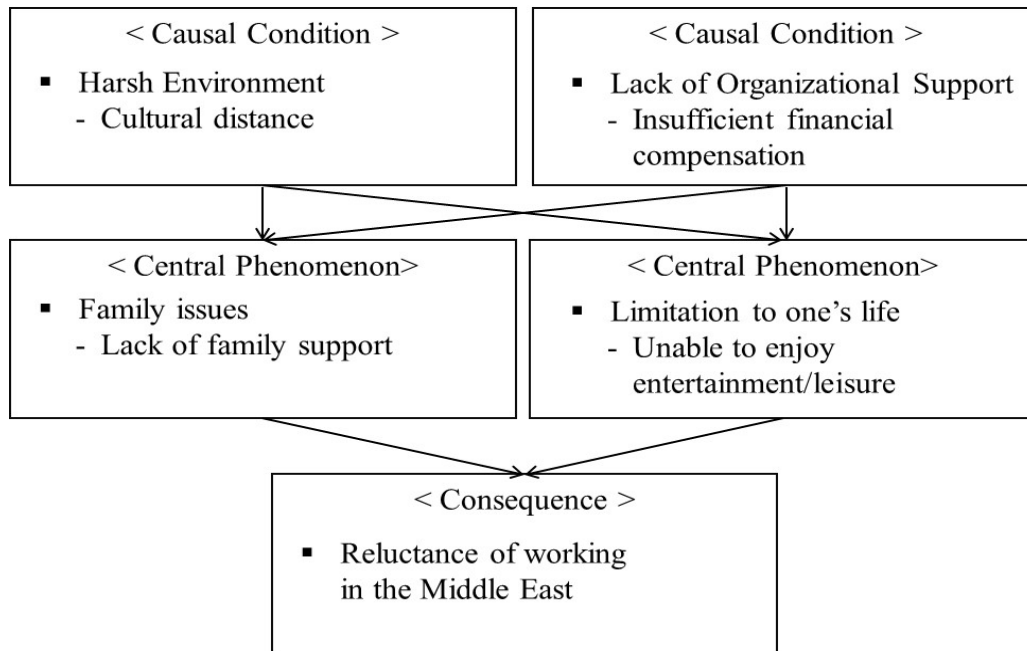 < Causal Condition >
▪ Harsh Environment
- Cultural distance
< Causal Condition >
▪ Lack of Organizational Support
- Insufficient financial
compensation
< Central Phenomenon>
▪ Family issues
- Lack of family support
< Central Phenomenon>
▪ Limitation to one’s life
- Unable to enjoy
entertainment/leisure
< Consequence >
▪ Reluctance of working
in the Middle East